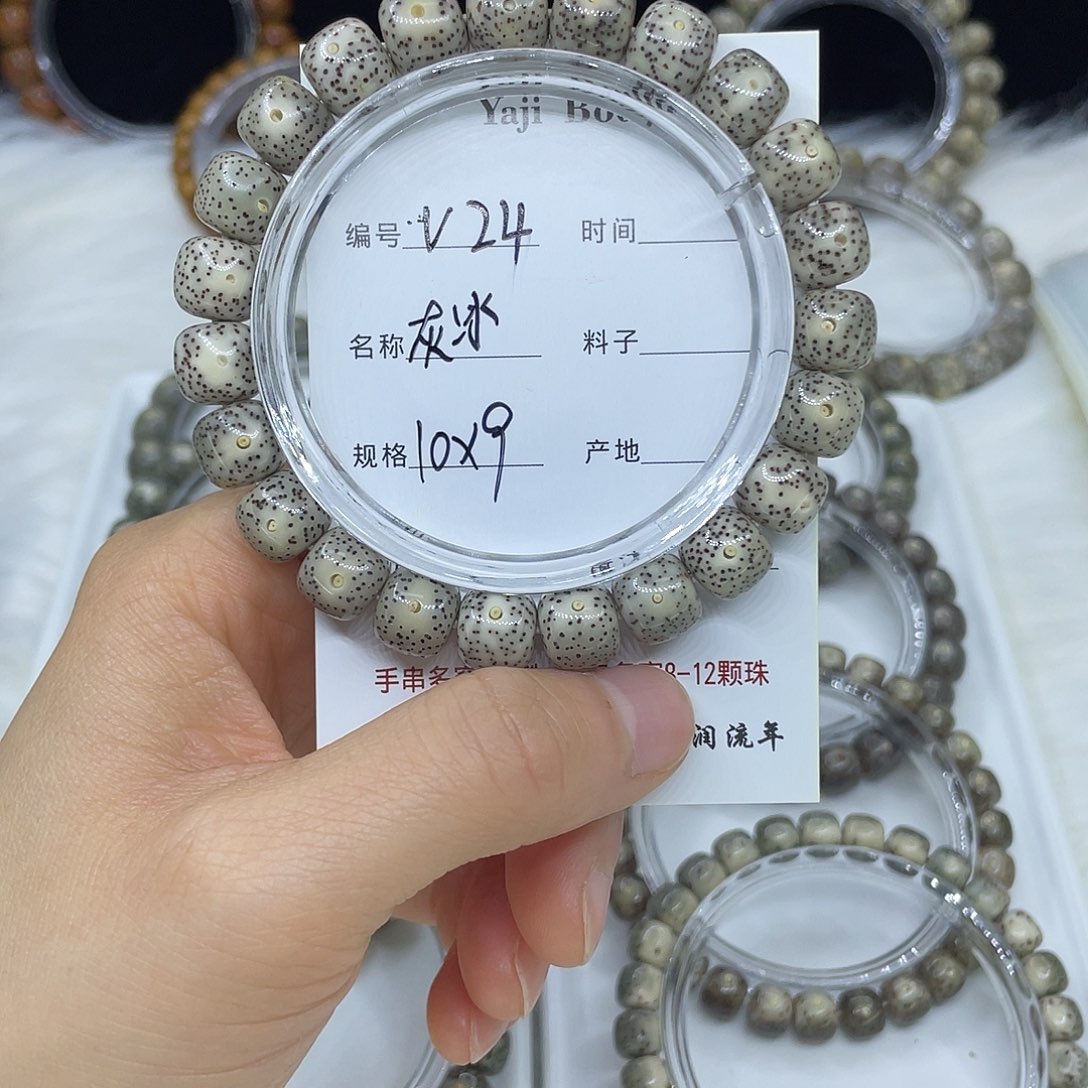 Yaji
编号 V24 时间
名称 灰冰 料子
规格 10x9 产地
手串多 8-12颗珠
润流年